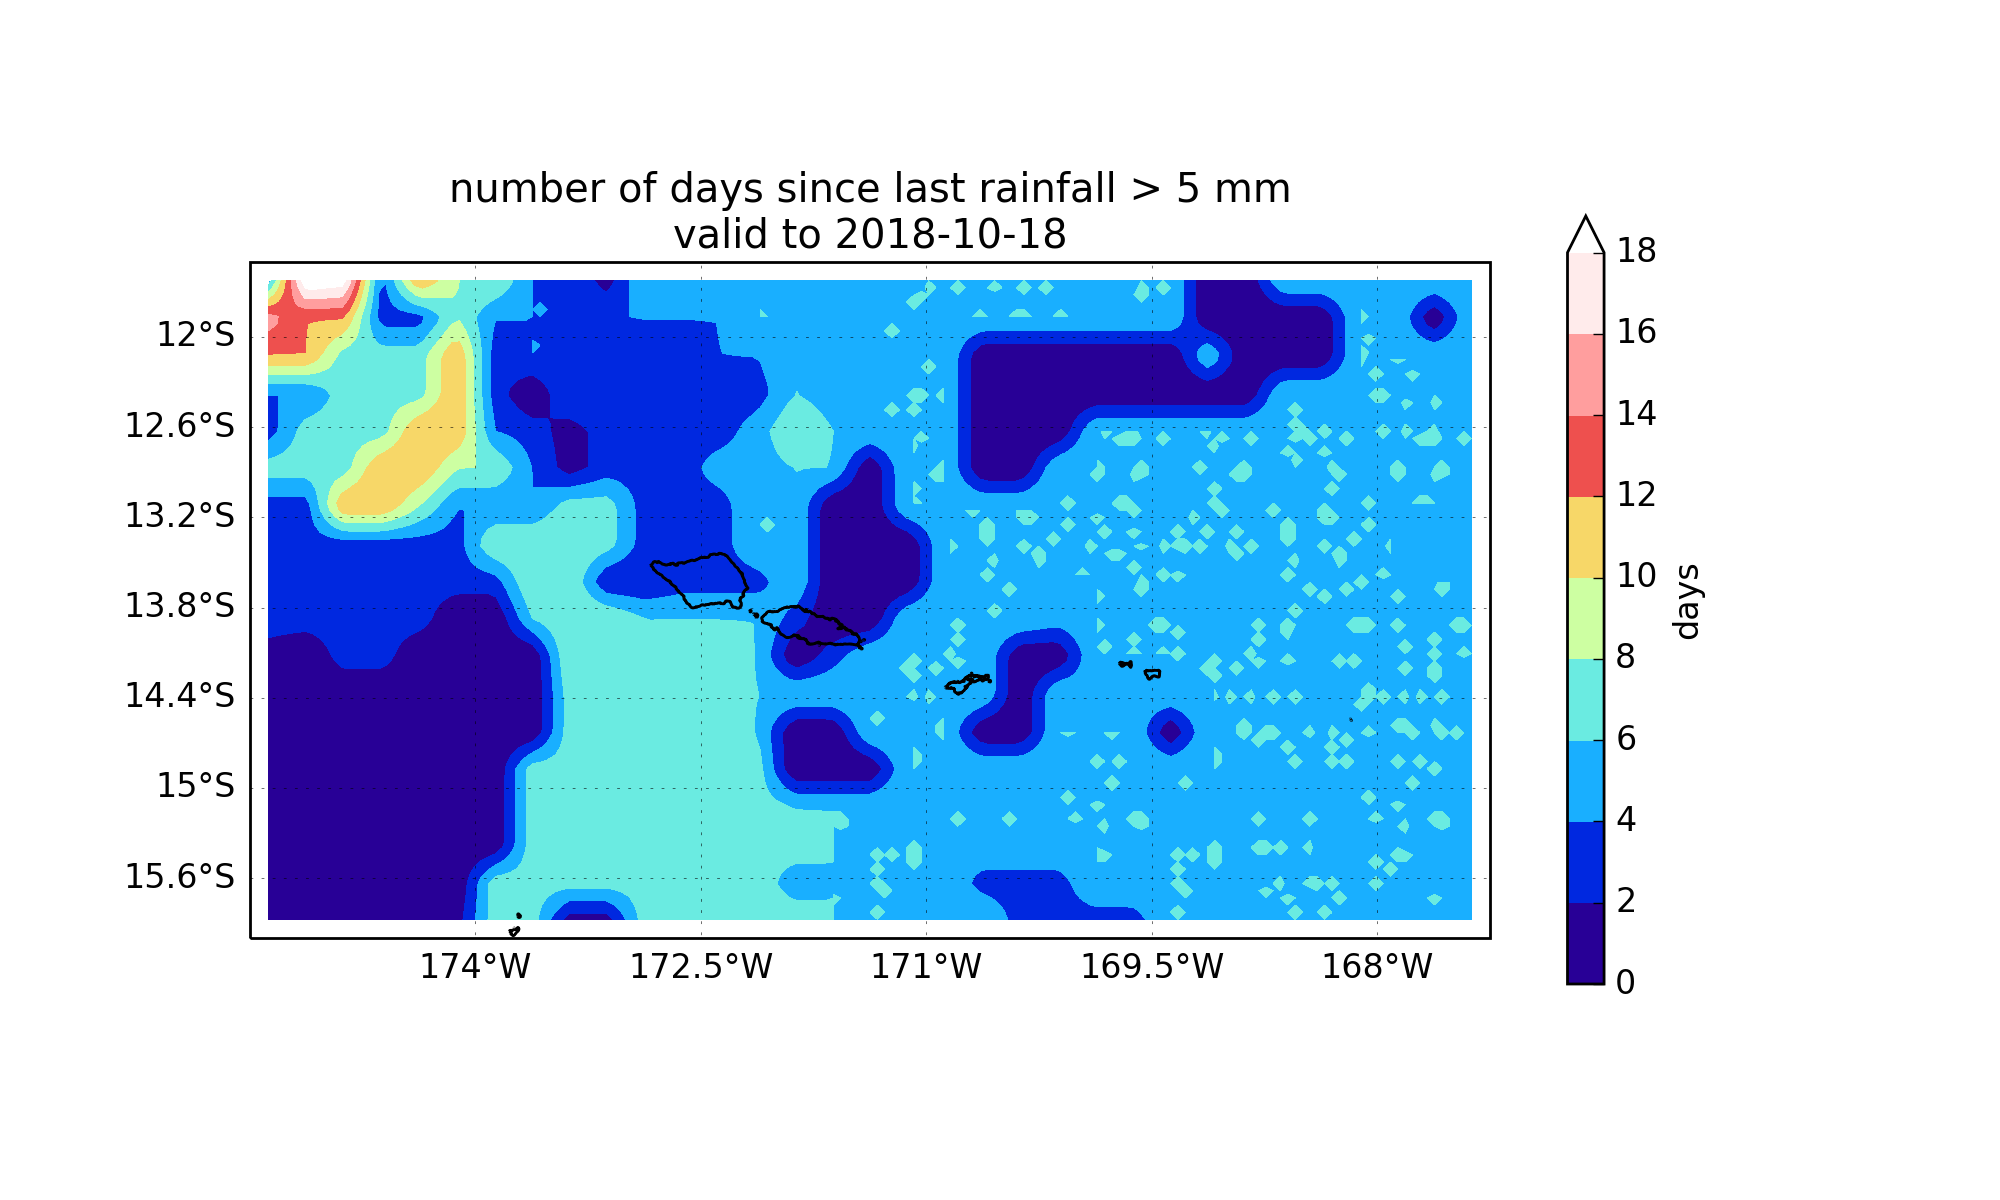 number of days since last rainfall > 5 mm
valid to 2018-10-18
12°S
12.6°S
13.2°S
13.8°S
14.4°S
15°S
15.6°S
174°W 172.5°W 171°W 169.5°W 168°W
18
16
14
12
10
8
6
4
2
0
days